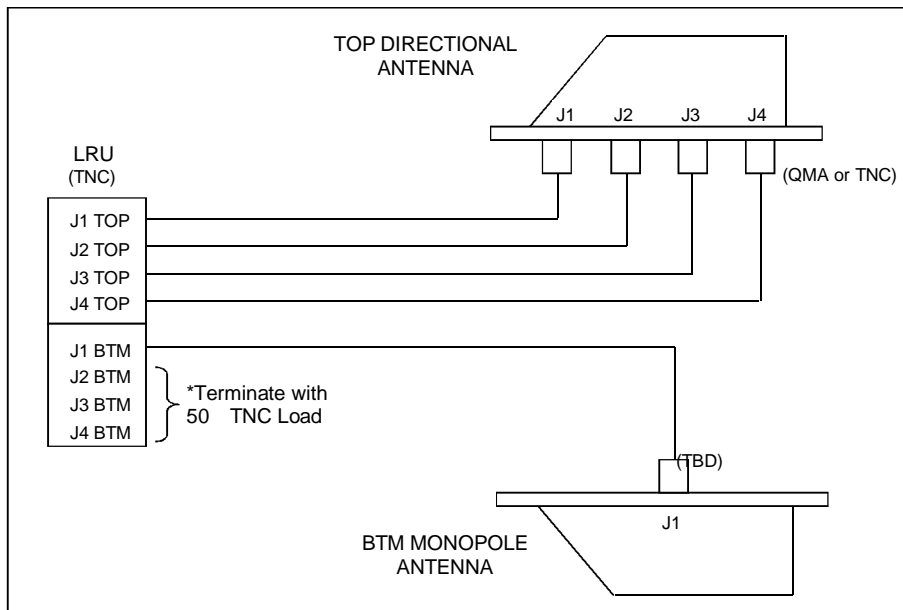 TOP DIRECTIONAL
ANTENNA
J1 J2 J3 J4
(QMA or TNC)
LRU
(TNC)
J1 TOP
J2 TOP
J3 TOP
J4 TOP
J1 BTM
J2 BTM
J3 BTM
J4 BTM
*Terminate with
50 TNC Load
(TBD)
J1
BTM MONOPOLE
ANTENNA